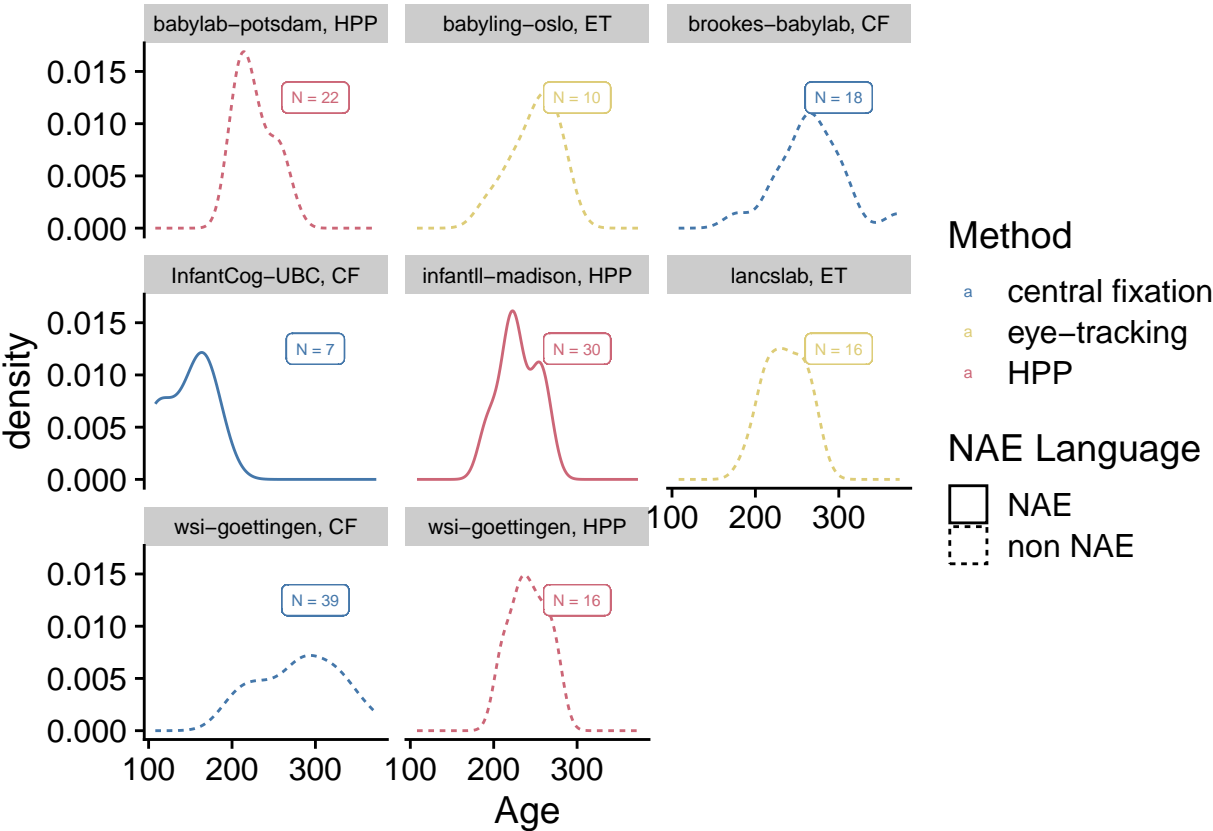 babylab−potsdam, HPP
babyling−oslo, ET
brookes−babylab, CF
0.015
0.010
0.005
0.000
N = 22
N = 10
N = 18
InfantCog−UBC, CF
infantll−madison, HPP
lancslab, ET
0.015
0.010
0.005
0.000
N = 7
N = 30
N = 16
100
200
300
wsi−goettingen, CF
wsi−goettingen, HPP
0.015
0.010
0.005
0.000
N = 39
N = 16
100
200
300
100
200
300
density
Age
Method
a central fixation
a eye−tracking
a HPP
NAE Language
NAE
non NAE